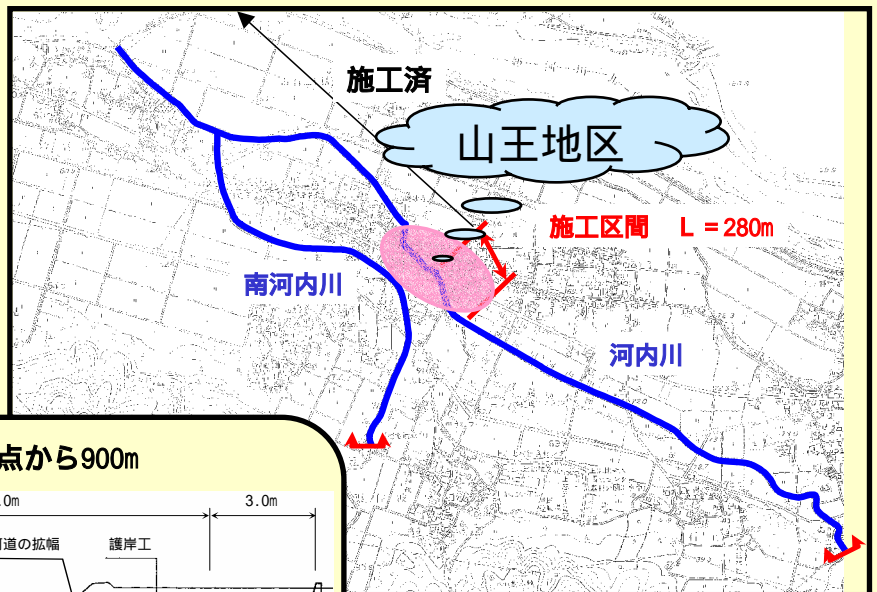 施工済
山王地区
施工区間 L=280m
南河内川
河内川
点から900m
.0m
3.0m
道の拡幅
護岸工